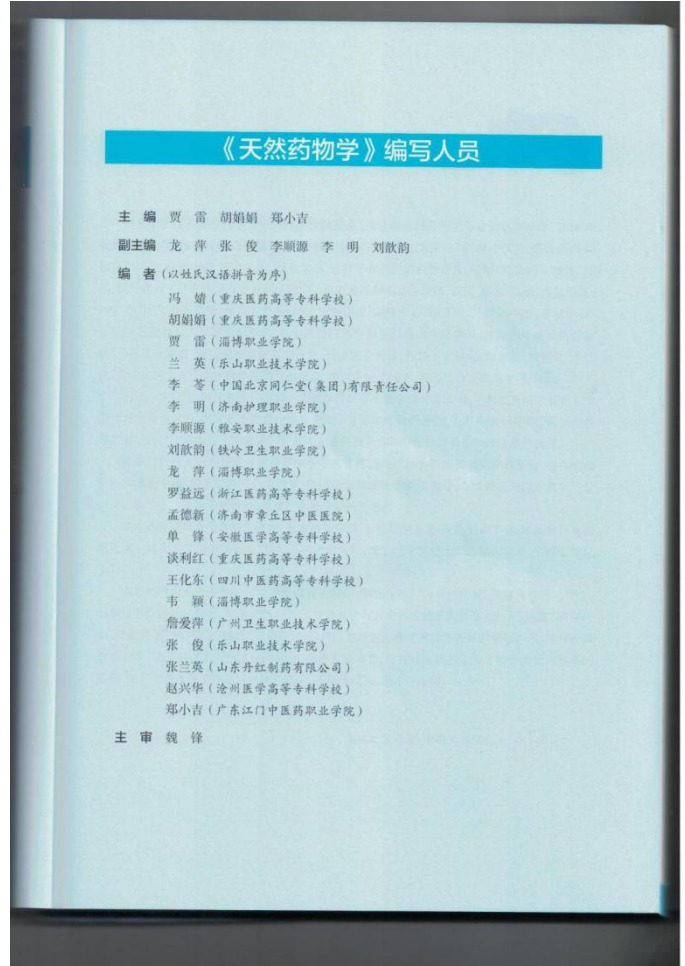 《天然药物学》编写人员
主 编 贾 雷 胡娟娟 郑小吉
副主编 龙 萍 张 俊 李顺源 李 明 刘歆韵
编 者（以姓氏汉语拼音为序）
冯 婧（重庆医药高等专科学校）
胡娟娟（重庆医药高等专科学校）
贾 雷（淄博职业学院）
兰 英（乐山职业技术学院）
李 苓（中国北京同仁堂（集团）有限责任公司）
李 明（济南护理职业学院）
李顺源（雅安职业技术学院）
刘歆韵（铁岭卫生职业学院）
龙 萍（淄博职业学院）
罗益远（浙江医药高等专科学校）
孟德新（济南市章丘区中医医院）
单 锋（安徽医学高等专科学校）
谈利红（重庆医药高等专科学校）
王化东（四川中医药高等专科学校）
韦 颖（淄博职业学院）
詹爱萍（广州卫生职业技术学院）
张 俊（乐山职业技术学院）
张兰英（山东丹红制药有限公司）
赵兴华（沧州医学高等专科学校）
郑小吉（广东江门中医药职业学院）
主 审 魏 锋